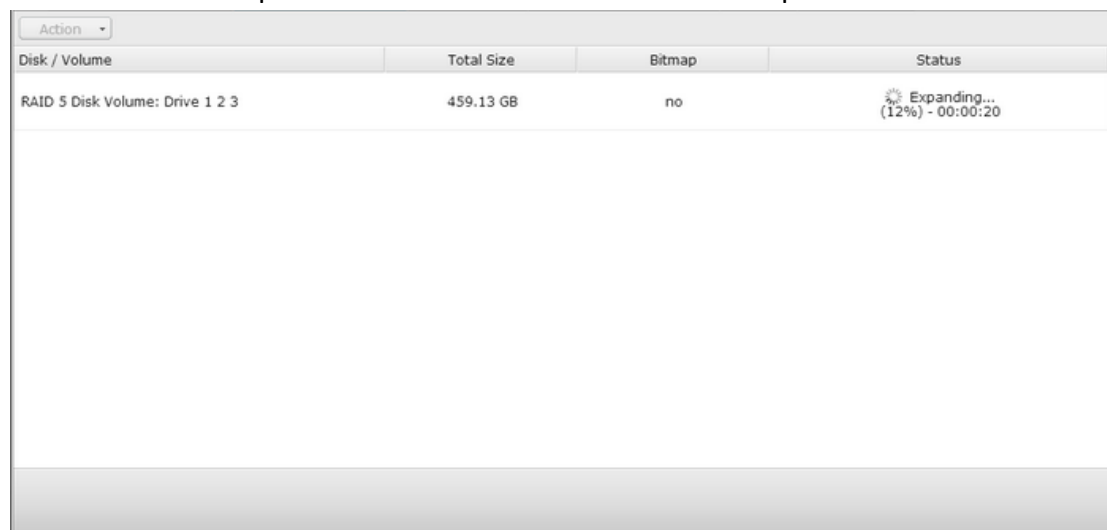 Action
Disk / Volume Total Size Bitmap Status
RAID 5 Disk Volume: Drive 1 2 3 459.13 GB no Expanding...
(12%) - 00:00:20